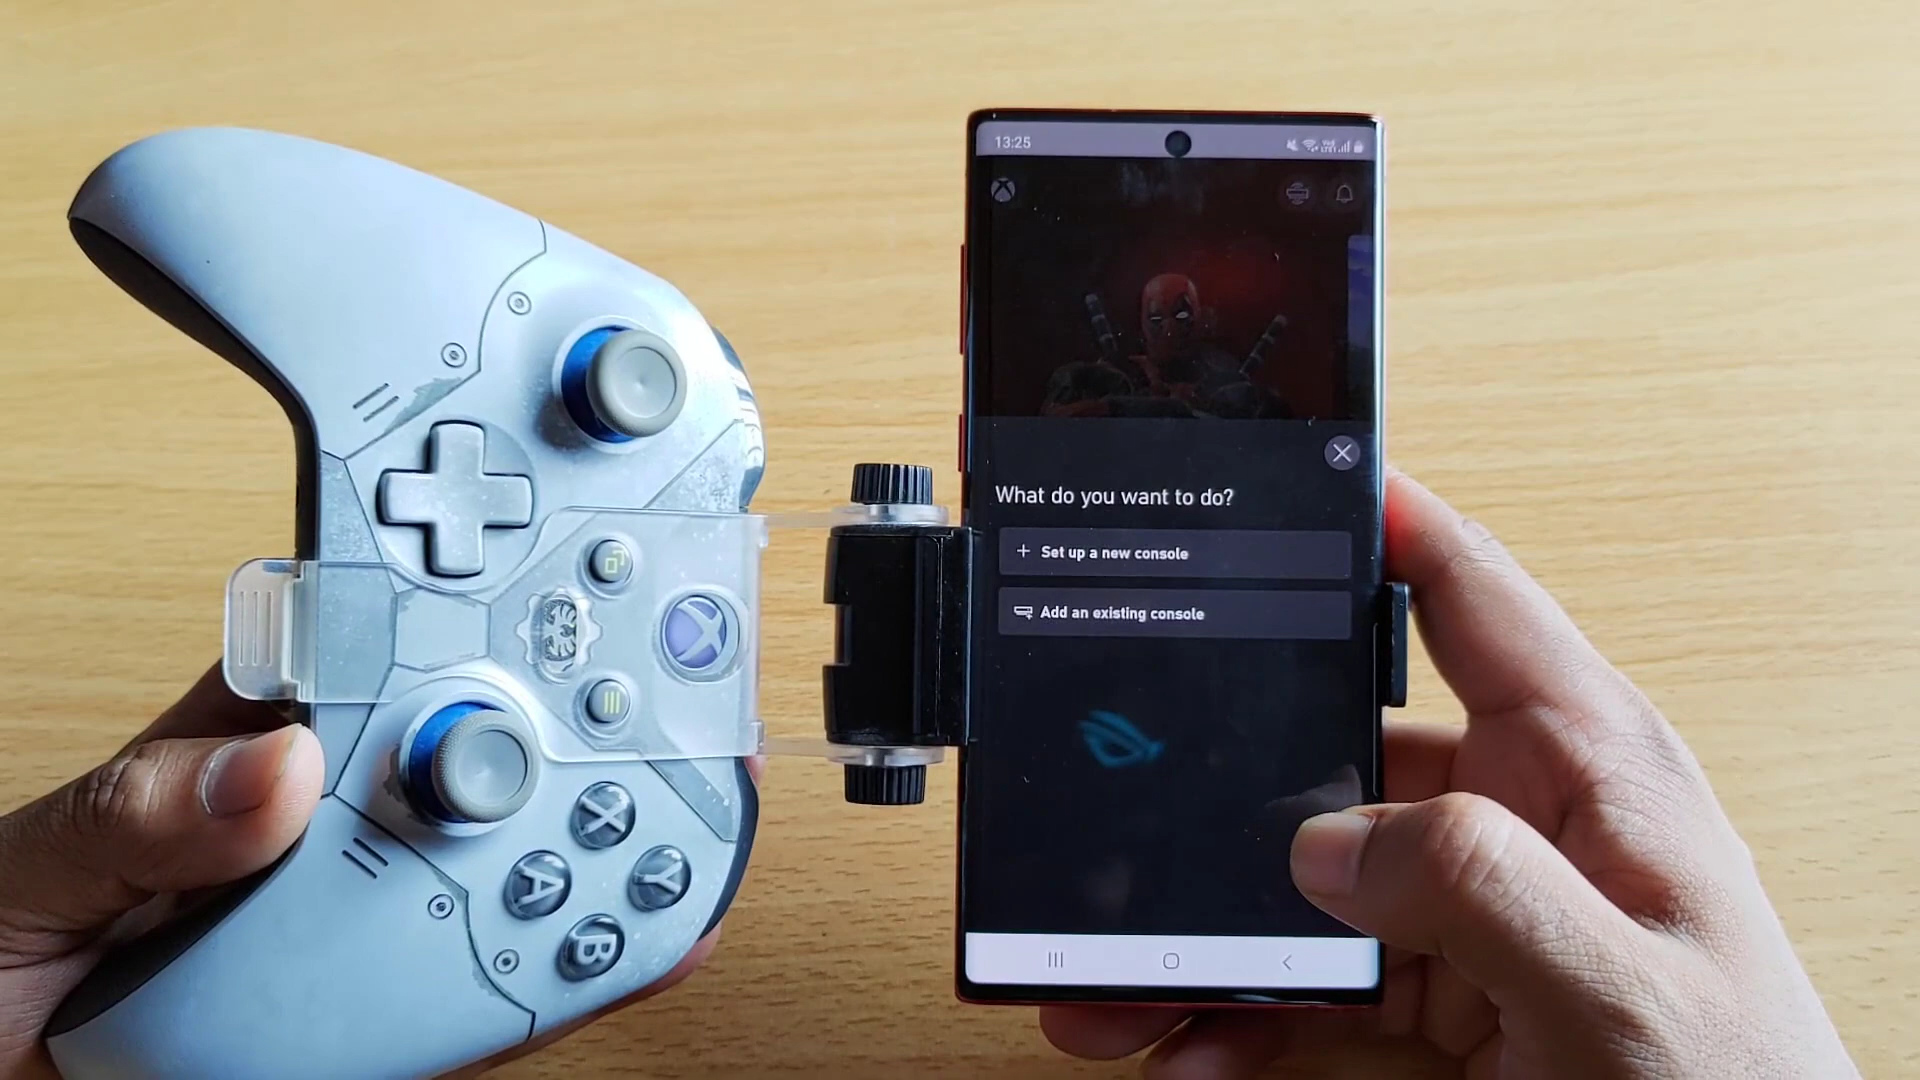 13:25
What do you want to do?
+ Set up a new console
Add an existing console
X
A
Y
B